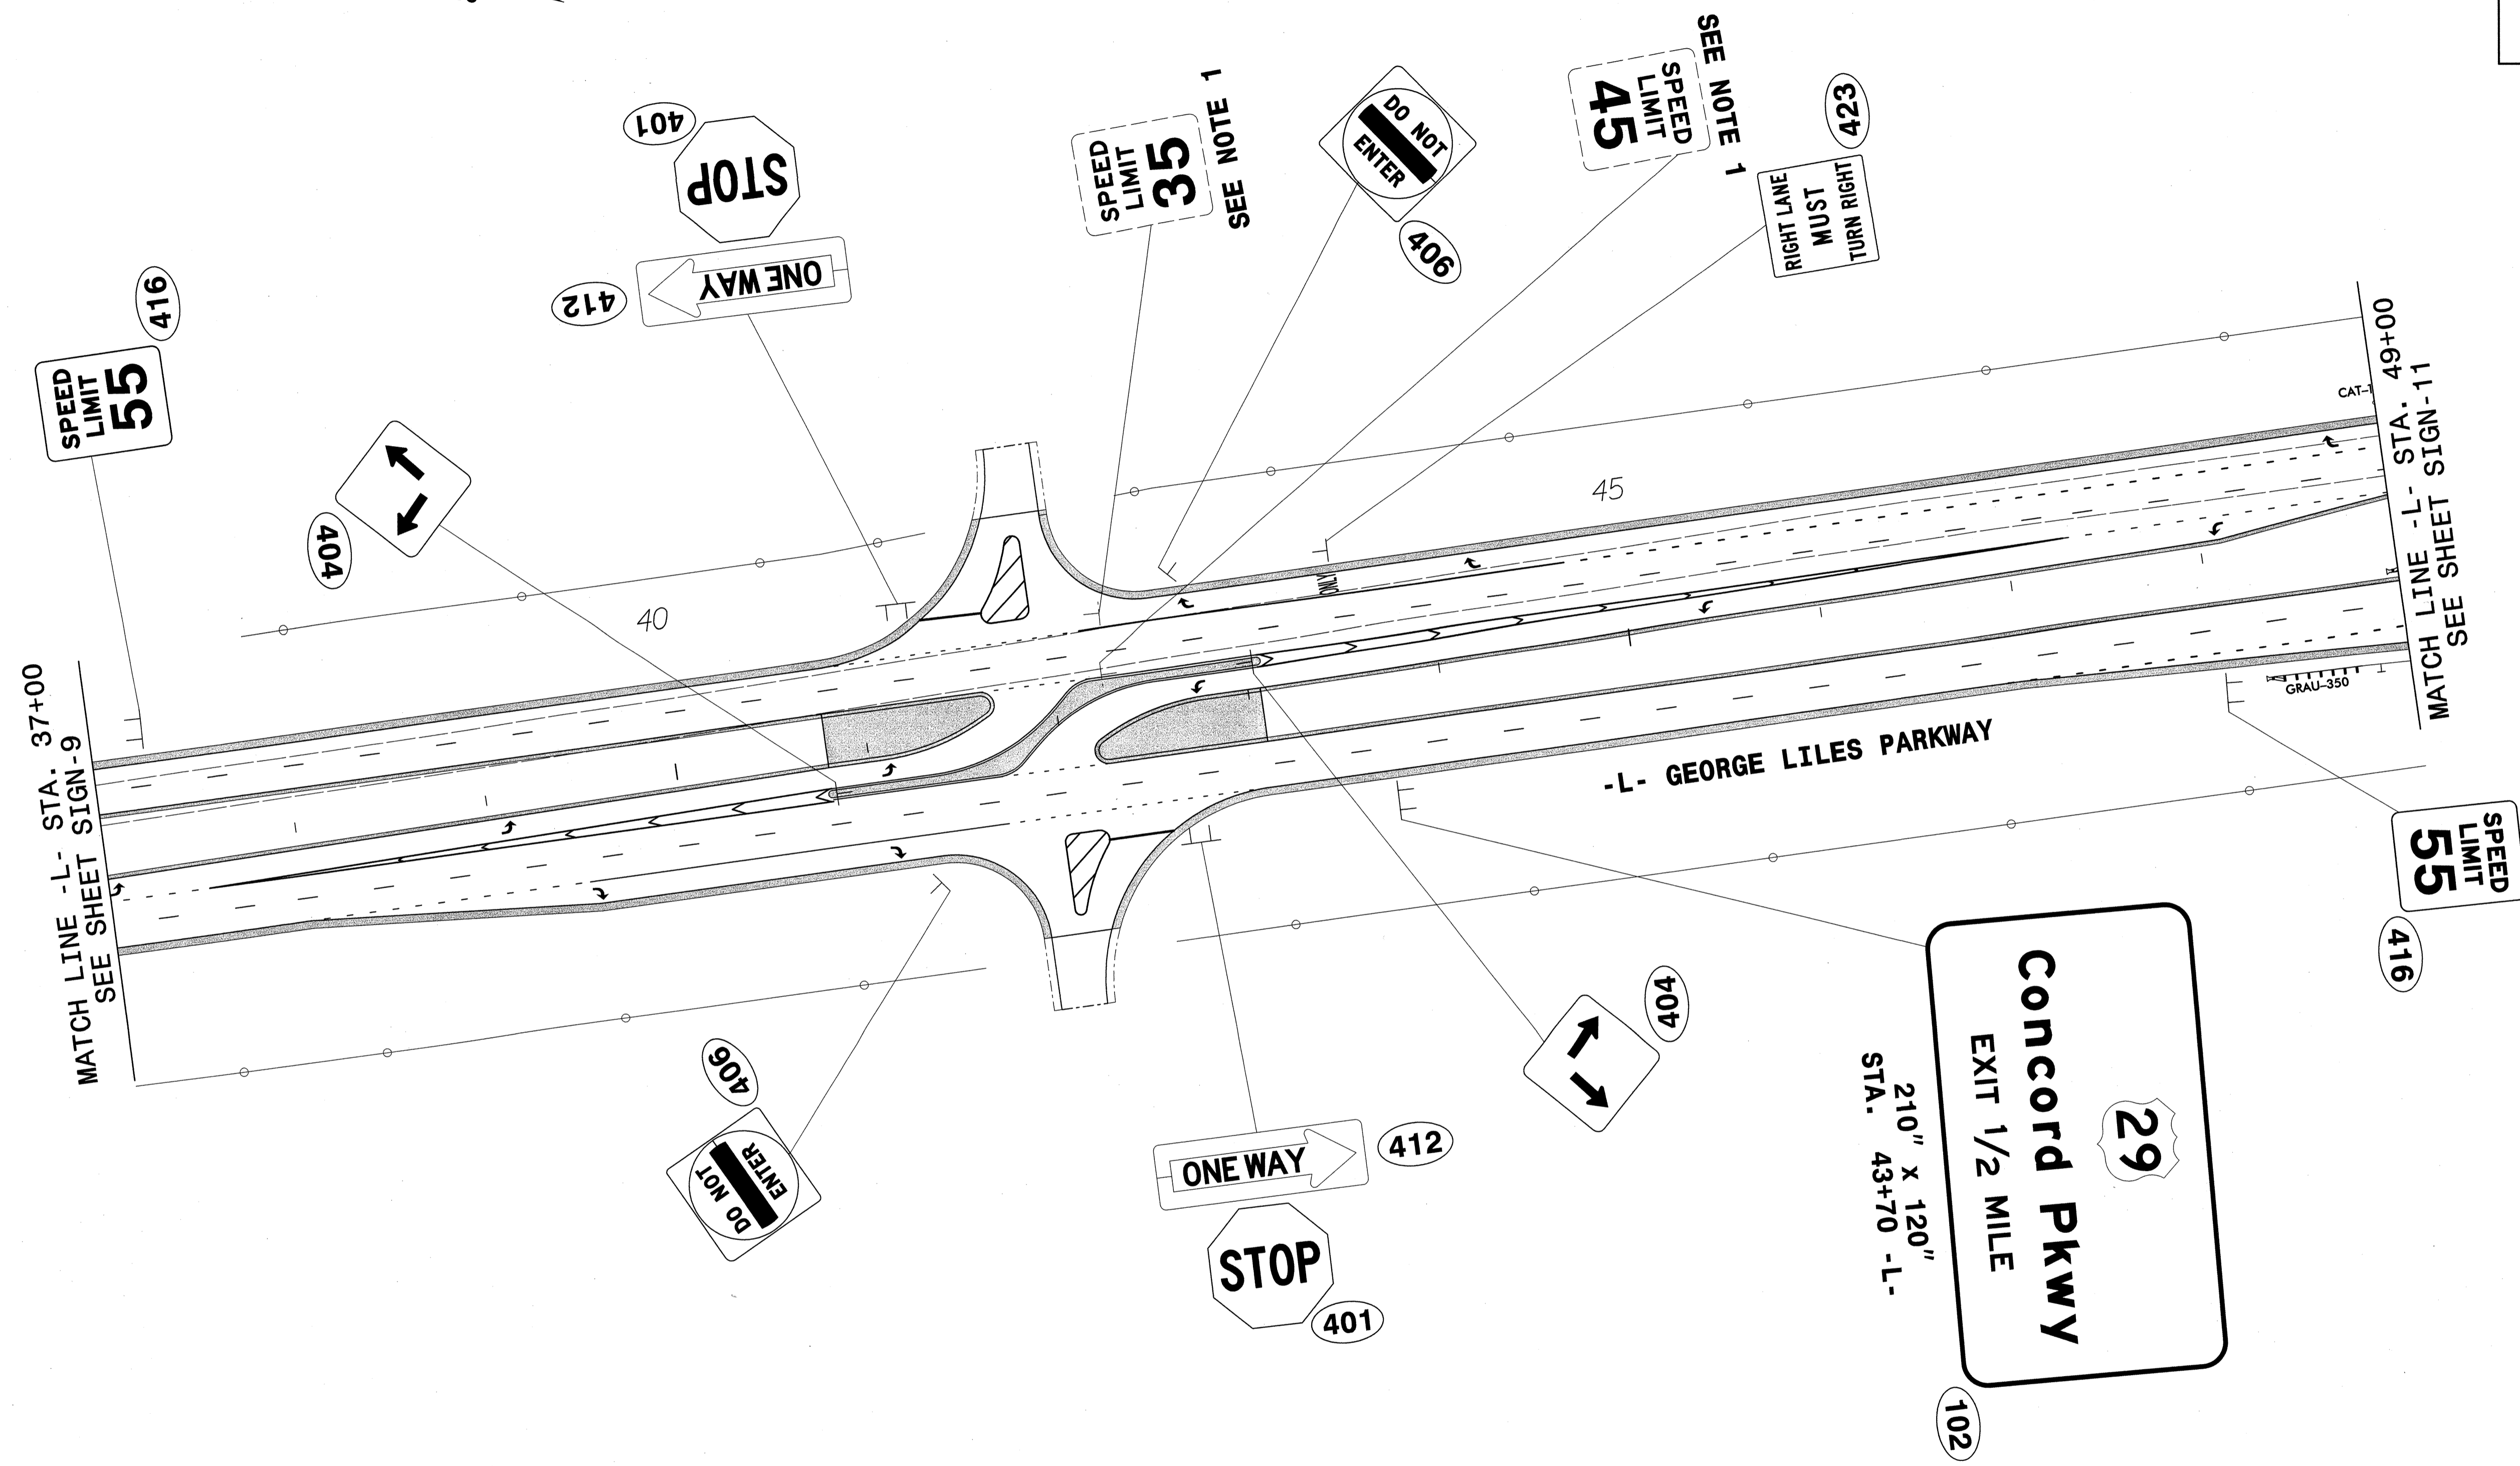 SPEED
LIMIT
55
416
404
401
STOP
ONE WAY
412
SPEED
LIMIT
35
SEE NOTE 1
DO NOT
ENTER
406
SPEED
LIMIT
45
SEE NOTE 1
423
RIGHT LANE
MUST
TURN RIGHT
40
45
ONLY
MATCH LINE -L- STA. 37+00
SEE SHEET SIGN-9
MATCH LINE -L- STA. 49+00
SEE SHEET SIGN-11
CAT-1
GRAU-350
-L- GEORGE LILES PARKWAY
SPEED
LIMIT
55
416
406
DO NOT
ENTER
ONE WAY
412
STOP
401
404
29
Concord Pkwy
EXIT 1/2 MILE
210" X 120"
STA. 43+70 -L-
102